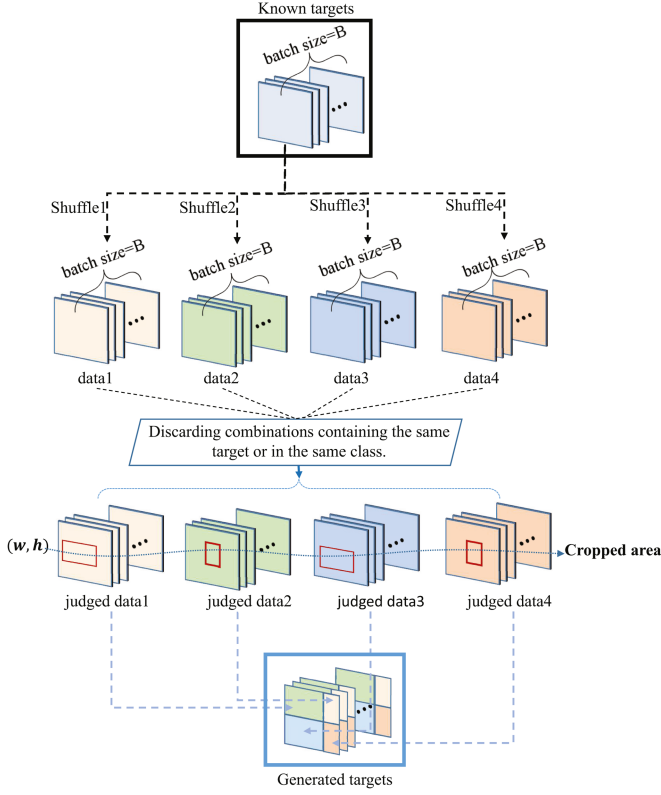 Known targets
batch size=B
Shuffle1
Shuffle2
Shuffle3
Shuffle4
batch size=B
batch size=B
batch size=B
batch size=B
data1
data2
data3
data4
Discarding combinations containing the same
target or in the same class.
(w, h)
Cropped area
judged data1
judged data2
judged data3
judged data4
Generated targets